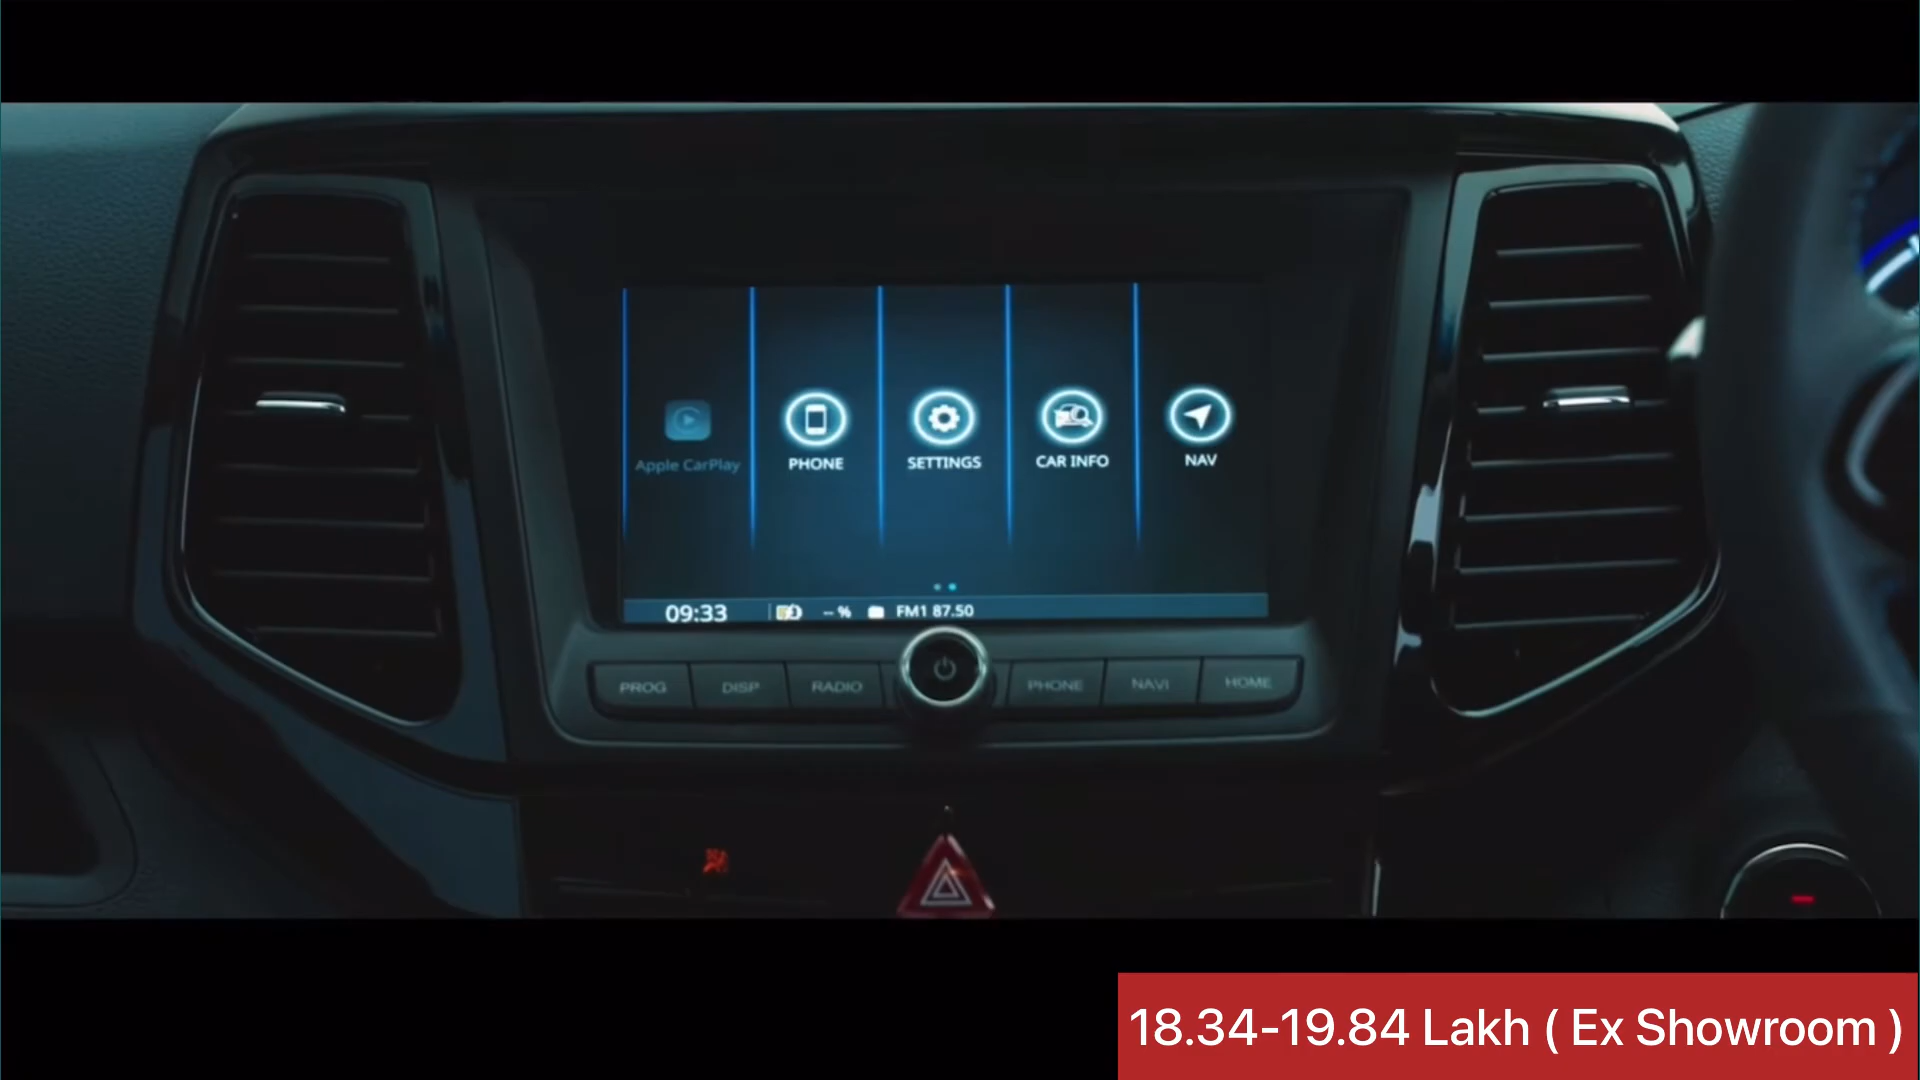 Apple CarPlay
PHONE
SETTINGS
CAR INFO
NAV
09:33
-- %
FM1 87.50
PROG
DISP
RADIO
PHONE
NAVI
HOME
18.34-19.84 Lakh ( Ex Showroom )